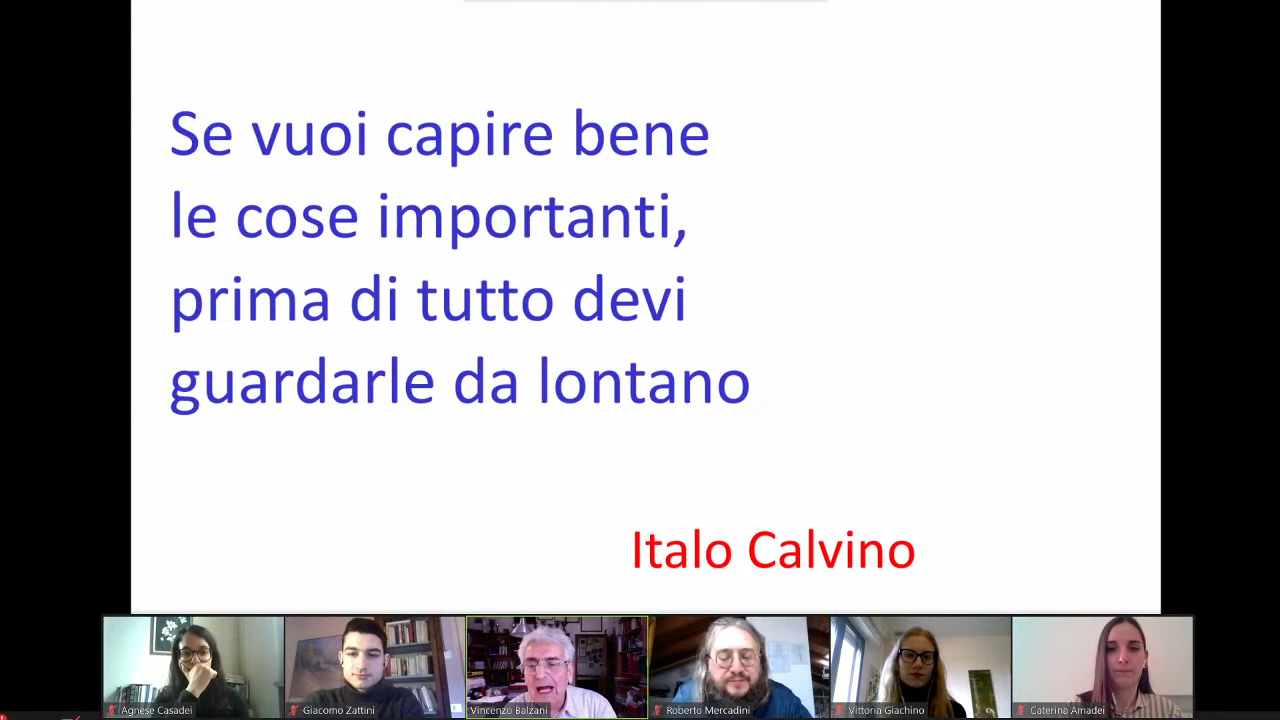 Se vuoi capire bene
le cose importanti,
prima di tutto devi
guardarle da lontano
Italo Calvino
Agnese Casadei
Giacomo Zattini
Vincenzo Balzani
Roberto Mercadini
Vittoria Giachino
Caterina Amadei